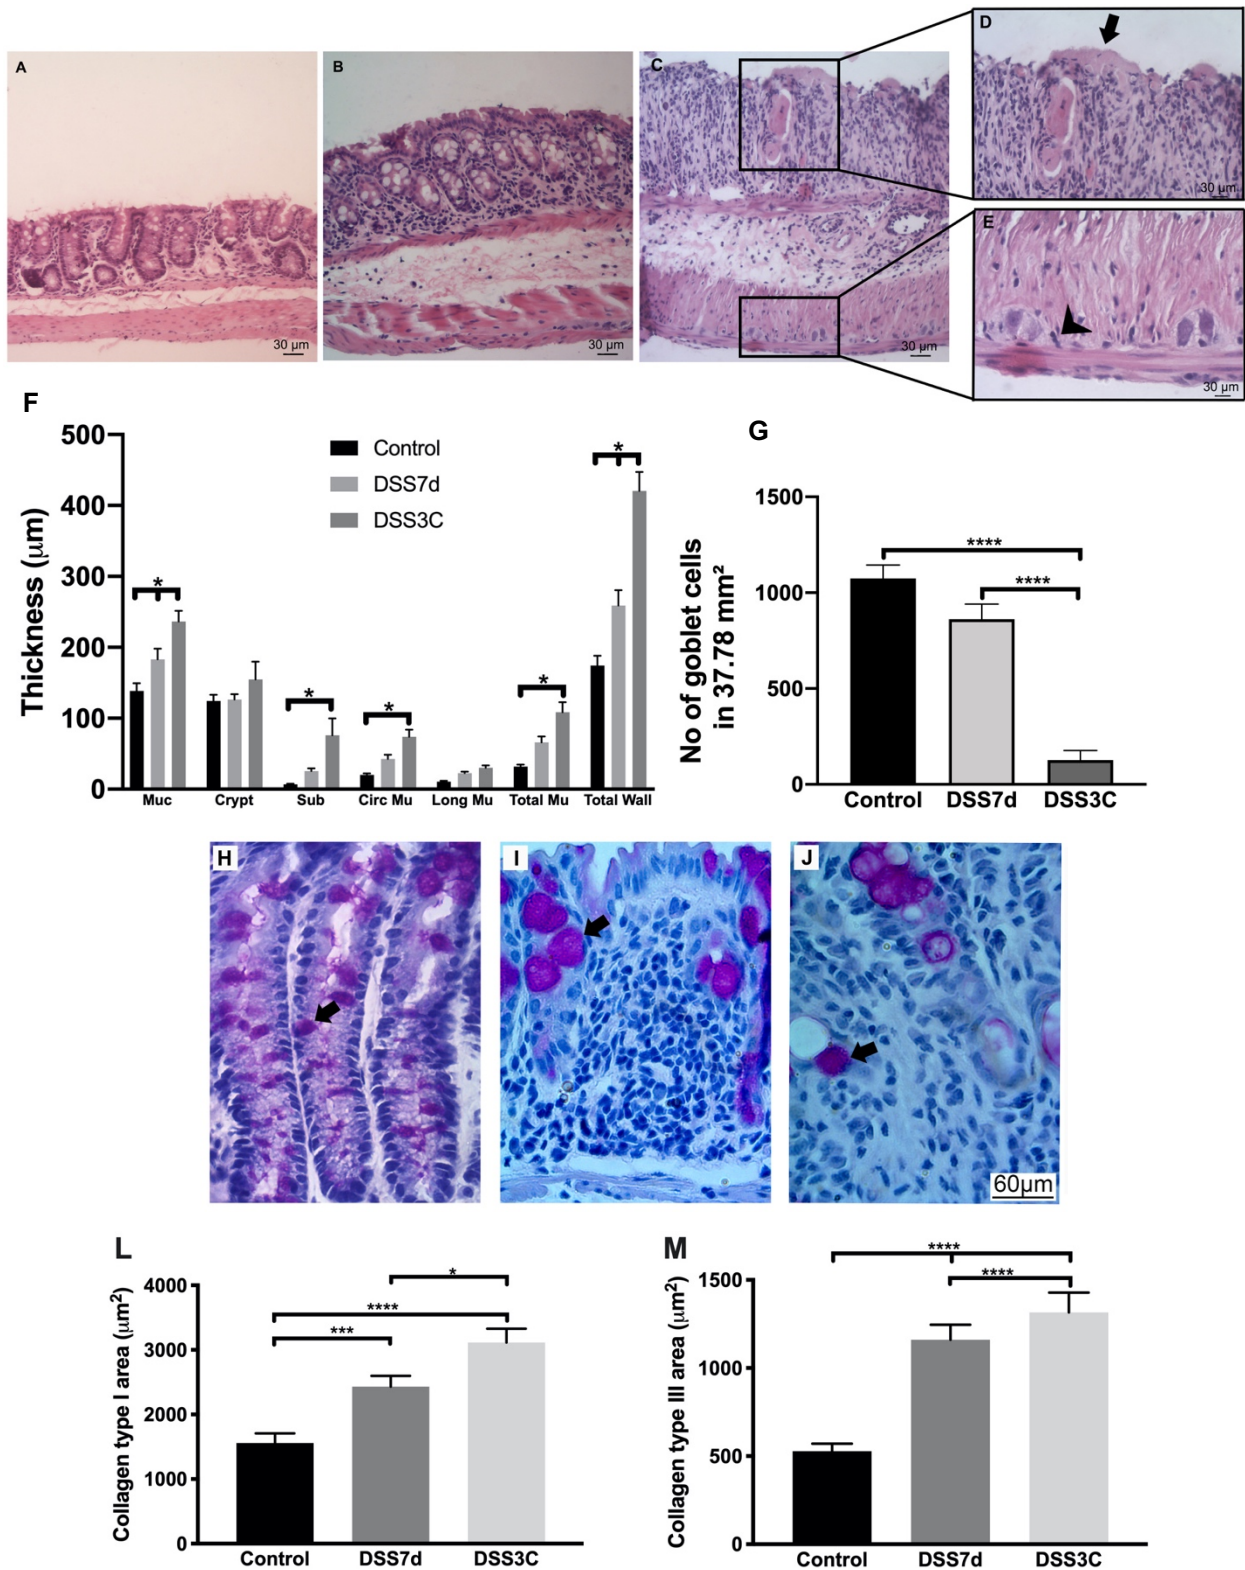 A
30 µm
B
30 µm
C
30 µm
D
30 µm
E
30 µm
F
Thickness (µm)
500
400
300
200
100
0
Control
DSS7d
DSS3C
*
*
*
*
*
Muc Crypt Sub Circ Mu Long Mu Total Mu Total Wall
G
No of goblet cells
in 37.78 mm²
1500
1000
500
0
****
****
Control DSS7d DSS3C
H
I
J
60µm
L
Collagen type I area (µm²)
4000
3000
2000
1000
0
*
****
***
Control DSS7d DSS3C
M
Collagen type III area (µm²)
1500
1000
500
0
****
****
Control DSS7d DSS3C